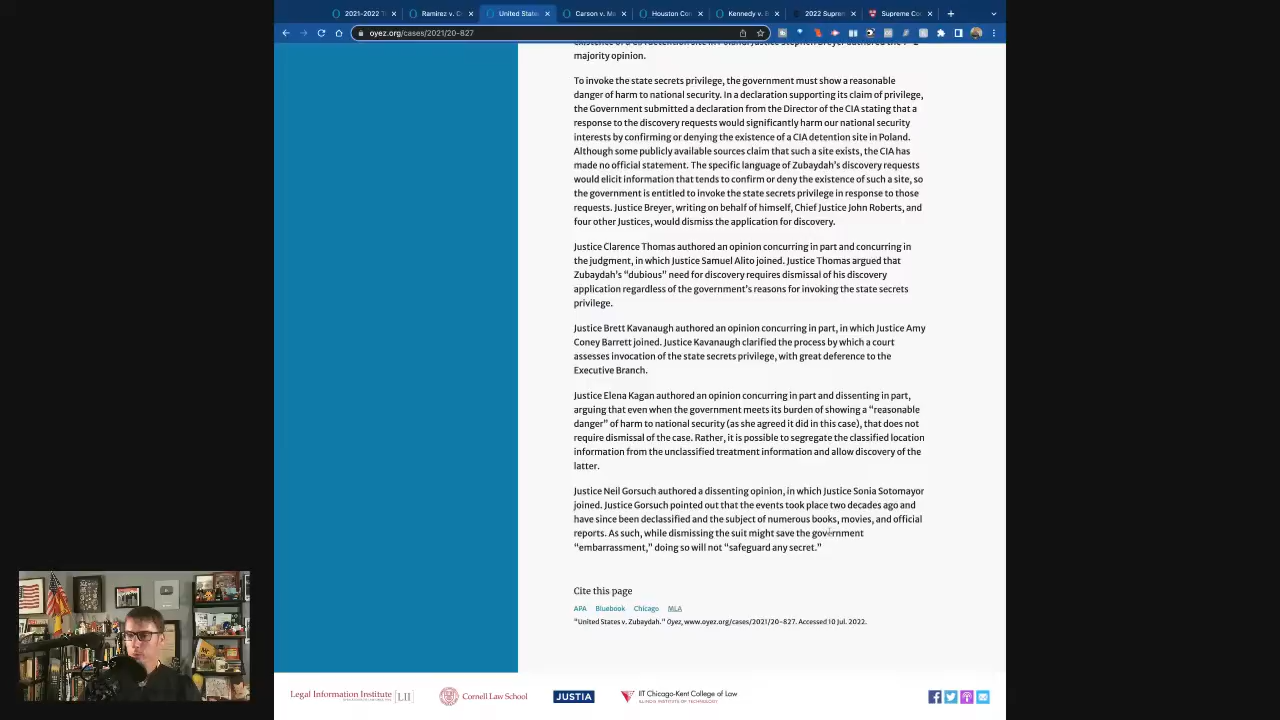 2021-2022 T
Ramirez v. C
United State
Carson v. M
Houston Co
Kennedy v. B
2022 Suprem
Supreme Co
oyez.org/cases/2021/20-827
majority opinion.
To invoke the state secrets privilege, the government must show a reasonable
danger of harm to national security. In a declaration supporting its claim of privilege,
the Government submitted a declaration from the Director of the CIA stating that a
response to the discovery requests would significantly harm our national security
interests by confirming or denying the existence of a CIA detention site in Poland.
Although some publicly available sources claim that such a site exists, the CIA has
made no official statement. The specific language of Zubaydah's discovery requests
would elicit information that tends to confirm or deny the existence of such a site, so
the government is entitled to invoke the state secrets privilege in response to those
requests. Justice Breyer, writing on behalf of himself, Chief Justice John Roberts, and
four other Justices, would dismiss the application for discovery.
Justice Clarence Thomas authored an opinion concurring in part and concurring in
the judgment, in which Justice Samuel Alito joined. Justice Thomas argued that
Zubaydah's “dubious” need for discovery requires dismissal of his discovery
application regardless of the government's reasons for invoking the state secrets
privilege.
Justice Brett Kavanaugh authored an opinion concurring in part, in which Justice Amy
Coney Barrett joined. Justice Kavanaugh clarified the process by which a court
assesses invocation of the state secrets privilege, with great deference to the
Executive Branch.
Justice Elena Kagan authored an opinion concurring in part and dissenting in part,
arguing that even when the government meets its burden of showing a “reasonable
danger” of harm to national security (as she agreed it did in this case), that does not
require dismissal of the case. Rather, it is possible to segregate the classified location
information from the unclassified treatment information and allow discovery of the
latter.
Justice Neil Gorsuch authored a dissenting opinion, in which Justice Sonia Sotomayor
joined. Justice Gorsuch pointed out that the events took place two decades ago and
have since been declassified and the subject of numerous books, movies, and official
reports. As such, while dismissing the suit might save the government
“embarrassment,” doing so will not “safeguard any secret.”
Cite this page
APA Bluebook Chicago MLA
"United States v. Zubaydah." Oyez, www.oyez.org/cases/2021/20-827. Accessed 10 Jul. 2022.
Legal Information Institute LII
Cornell Law School
JUSTIA
IIT Chicago-Kent College of Law
ILLINOIS INSTITUTE OF TECHNOLOGY